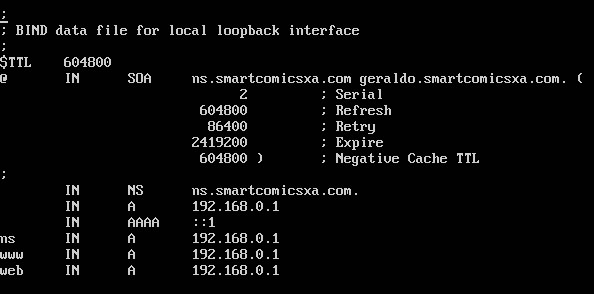 ;
; BIND data file for local loopback interface
;
$TTL 604800
@ IN SOA ns.smartcomicsxa.com geraldo.smartcomicsxa.com. (
2 ; Serial
604800 ; Refresh
86400 ; Retry
2419200 ; Expire
604800 ) ; Negative Cache TTL
;
IN NS ns.smartcomicsxa.com.
IN A 192.168.0.1
IN AAAA ::1
ns IN A 192.168.0.1
www IN A 192.168.0.1
web IN A 192.168.0.1